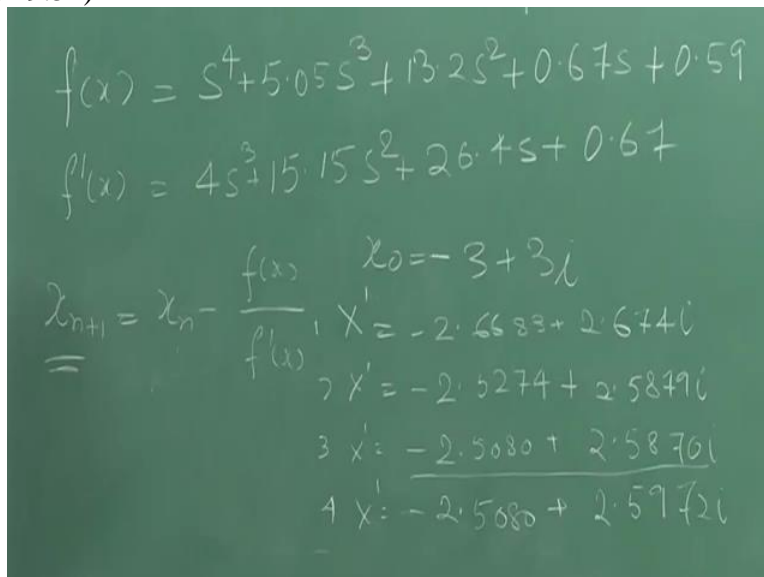 f(x) = S⁴+5.05S³+13.2S²+0.67S+0.59
f'(x) = 4S³+15.15S²+26.4S+0.67
x₀=-3+3i
xₙ₊₁ = xₙ - f(x)/f'(x)
1 X' = -2.6683+2.674i
2 X' = -2.5274+2.5879i
3 X' = -2.5080+2.5870i
4 X' = -2.5080+2.5972i